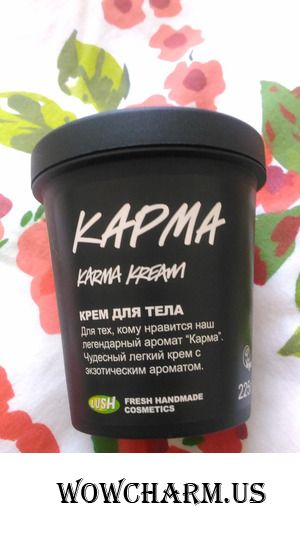 КАРМА
KARMA KREAM
КРЕМ ДЛЯ ТЕЛА
Для тех, кому нравится наш
легендарный аромат "Карма".
Чудесный легкий крем с
экзотическим ароматом.
LUSH FRESH HANDMADE
COSMETICS
225
WOWCHARM.US